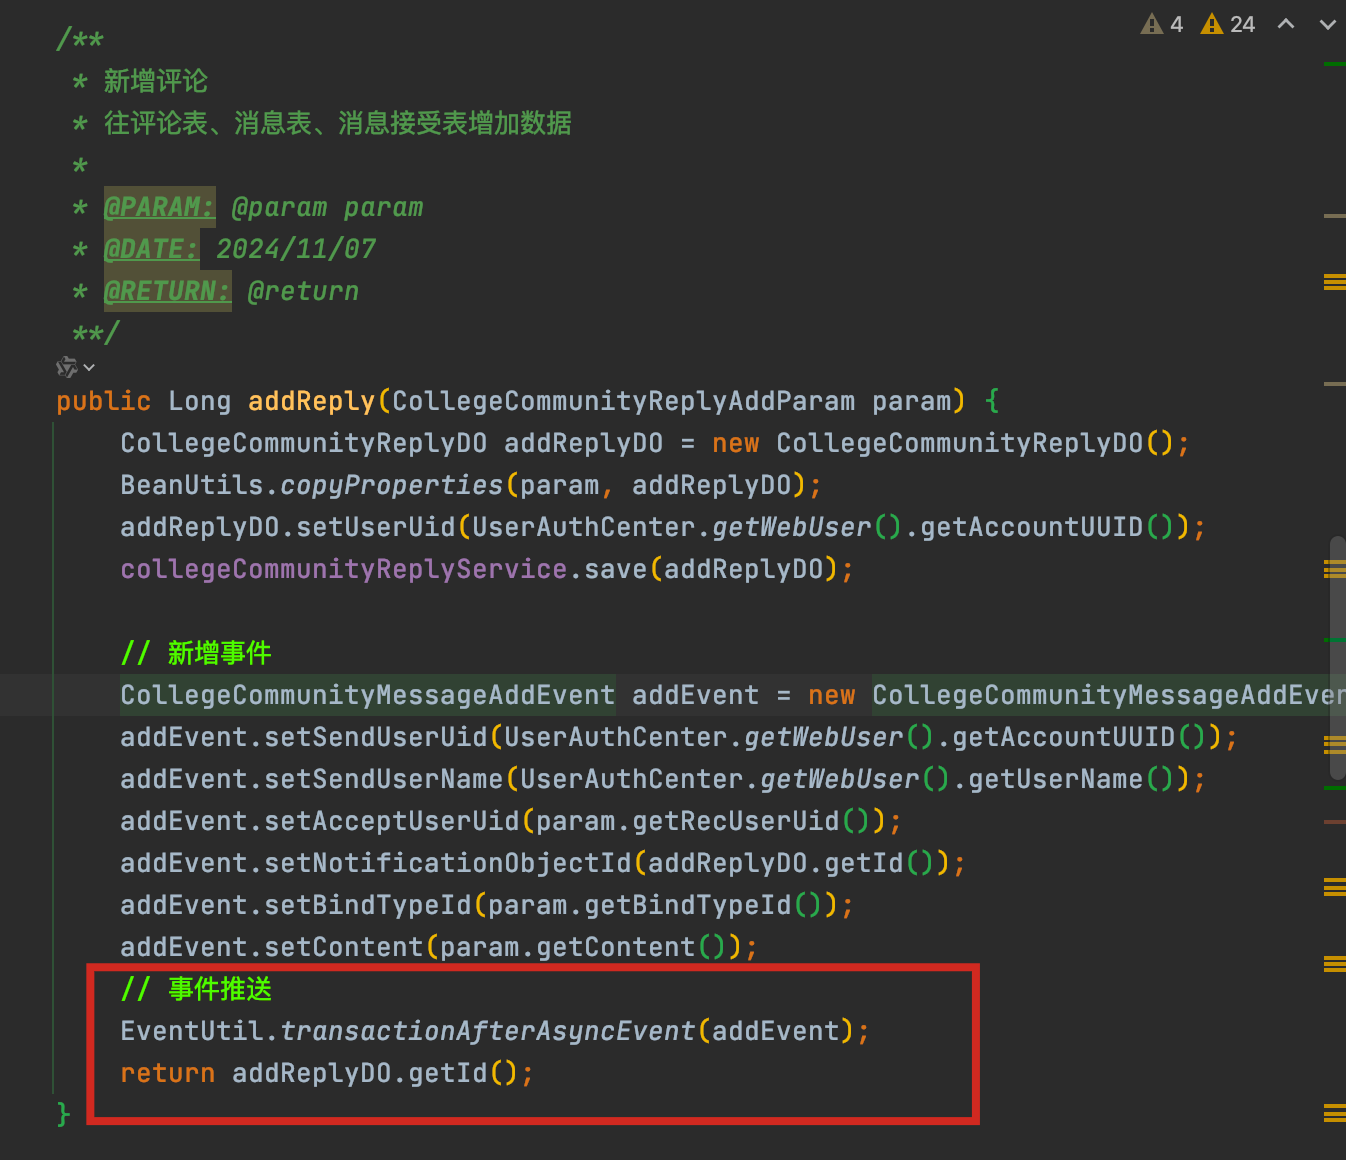 4 24
/**
* 新增评论
* 往评论表、消息表、消息接受表增加数据
*
* @PARAM: @param param
* @DATE: 2024/11/07
* @RETURN: @return
**/
public Long addReply(CollegeCommunityReplyAddParam param) {
CollegeCommunityReplyDO addReplyDO = new CollegeCommunityReplyDO();
BeanUtils.copyProperties(param, addReplyDO);
addReplyDO.setUserUid(UserAuthCenter.getWebUser().getAccountUUID());
collegeCommunityReplyService.save(addReplyDO);
// 新增事件
CollegeCommunityMessageAddEvent addEvent = new CollegeCommunityMessageAddEver
addEvent.setSendUserUid(UserAuthCenter.getWebUser().getAccountUUID());
addEvent.setSendUserName(UserAuthCenter.getWebUser().getUserName());
addEvent.setAcceptUserUid(param.getRecUserUid());
addEvent.setNotificationObjectId(addReplyDO.getId());
addEvent.setBindTypeId(param.getBindTypeId());
addEvent.setContent(param.getContent());
// 事件推送
EventUtil.transactionAfterAsyncEvent(addEvent);
return addReplyDO.getId();
}